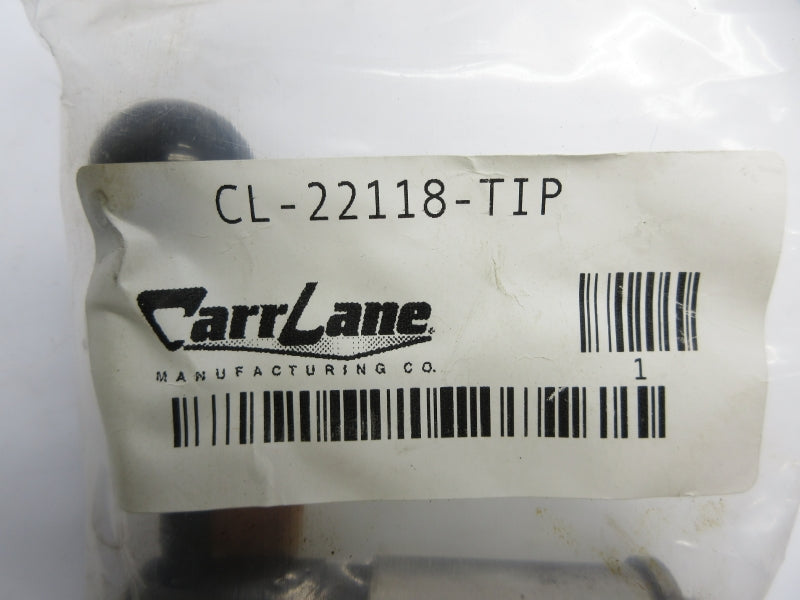 CL-22118-TIP
CarrLane®
MANUFACTURING CO.
1